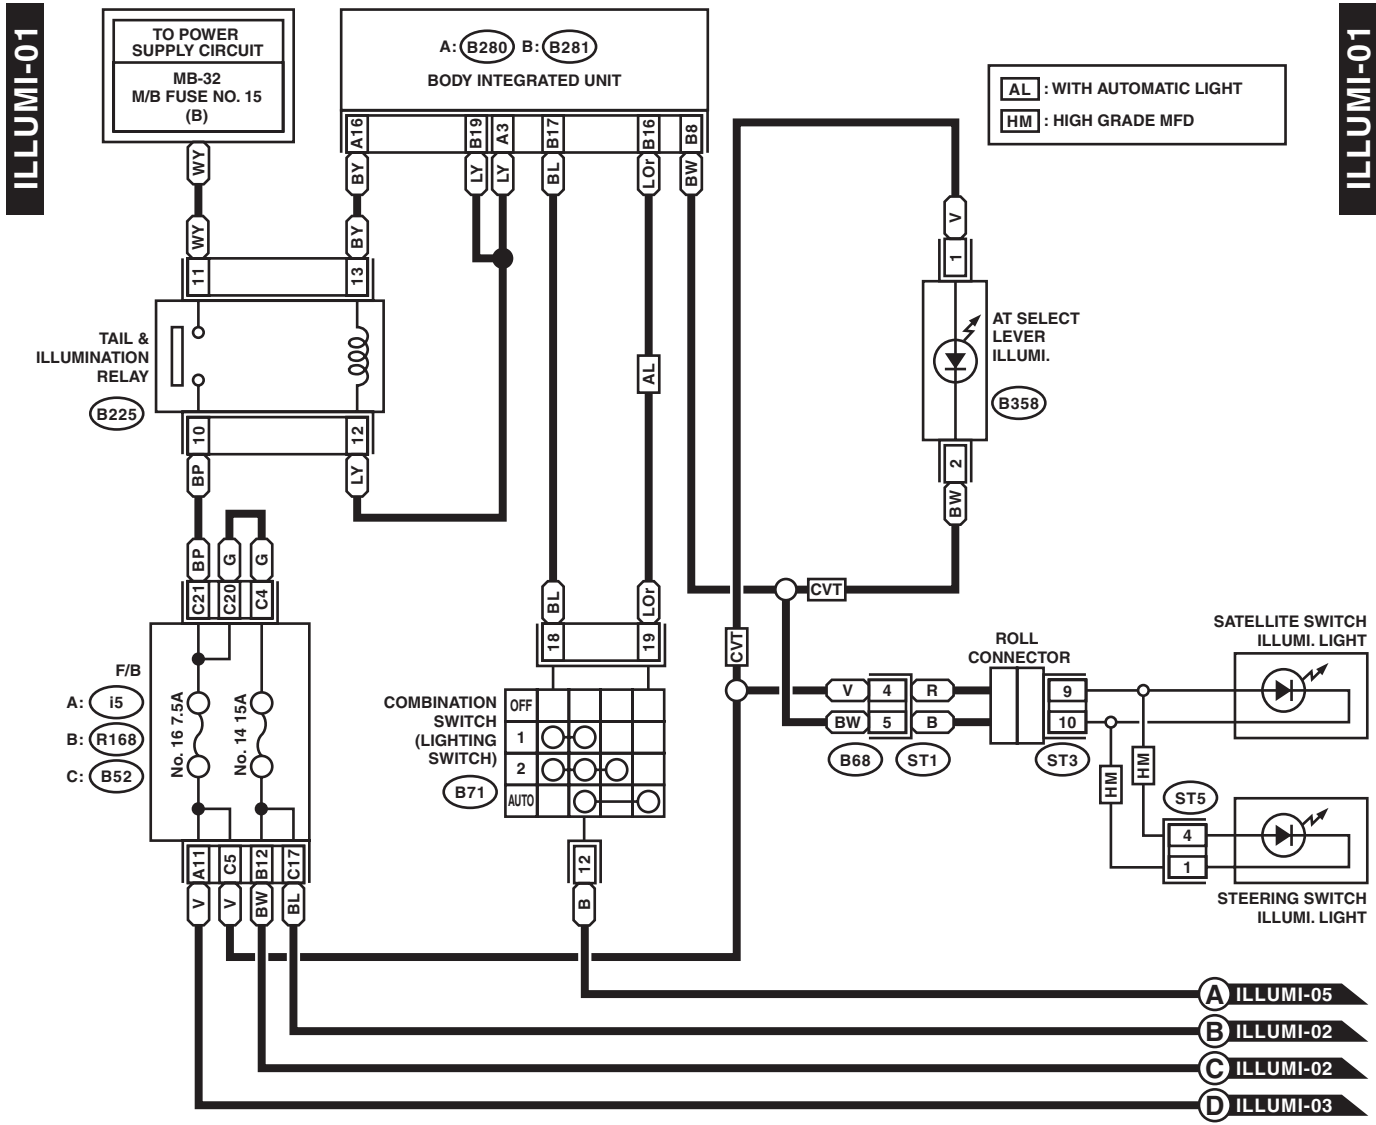 ILLUMI-01
ILLUMI-01
TO POWER
SUPPLY CIRCUIT
MB-32
M/B FUSE NO. 15
(B)
A: B280 B: B281
BODY INTEGRATED UNIT
AL : WITH AUTOMATIC LIGHT
HM : HIGH GRADE MFD
A16 B19 A3 B17 B16 B8
WY BY LY LY BL LOr BW
WY BY
V
11 13
1
TAIL &
ILLUMINATION
RELAY
B225
AT SELECT
LEVER
ILLUMI.
B358
AL
10 12
2
BP LY
BW
BP G G
C21 C20 C4
BL LOr
CVT
18 19
CVT
F/B
A: i5
B: R168
C: B52
No. 16 7.5A
No. 14 15A
COMBINATION
SWITCH
(LIGHTING
SWITCH)
B71
OFF
1
2
AUTO
12
B
ROLL
CONNECTOR
V 4 R
BW 5 B
B68 ST1
9
10
ST3
SATELLITE SWITCH
ILLUMI. LIGHT
HM
HM
ST5
4
1
STEERING SWITCH
ILLUMI. LIGHT
A11 C5 B12 C17
V V BW BL
A ILLUMI-05
B ILLUMI-02
C ILLUMI-02
D ILLUMI-03